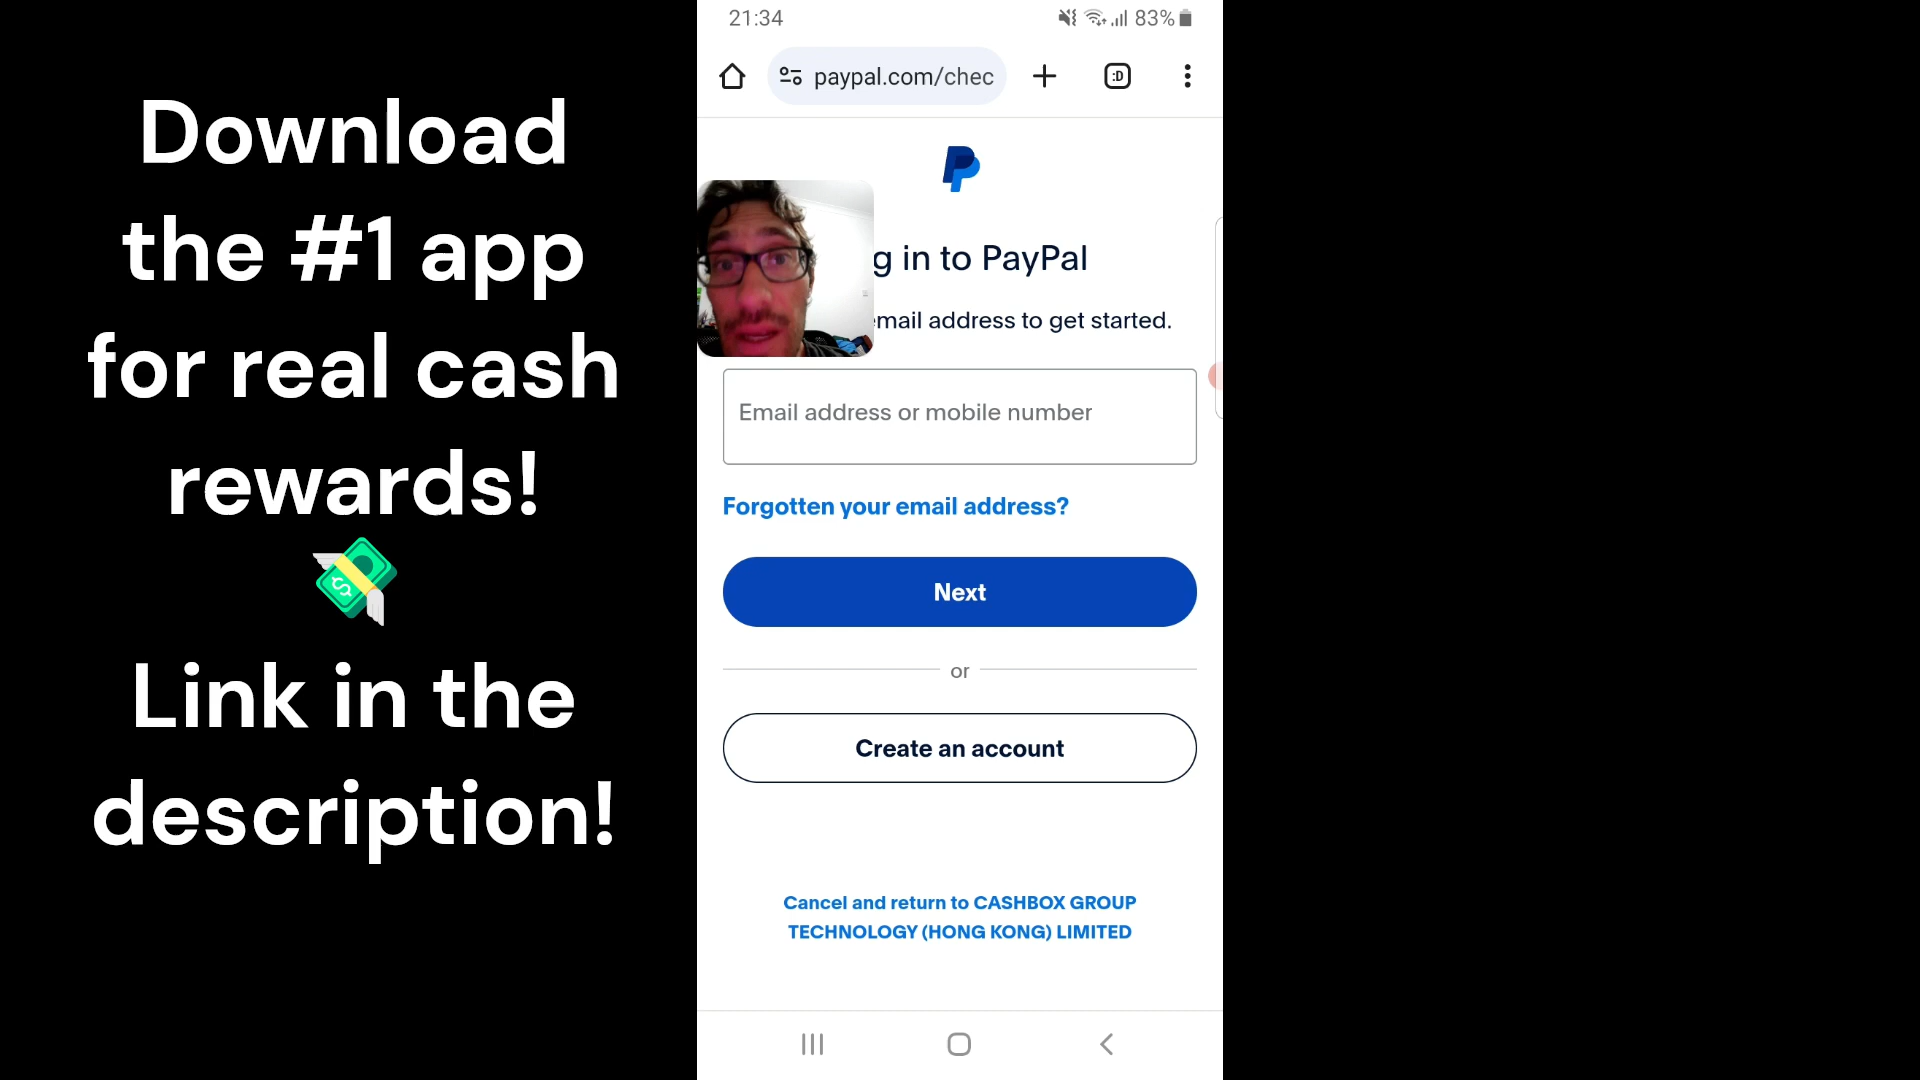 Download
the #1 app
for real cash
rewards!
Link in the
description!
21:34
83%
:D
paypal.com/chec
g in to PayPal
email address to get started.
Email address or mobile number
Forgotten your email address?
Next
or
Create an account
Cancel and return to CASHBOX GROUP
TECHNOLOGY (HONG KONG) LIMITED